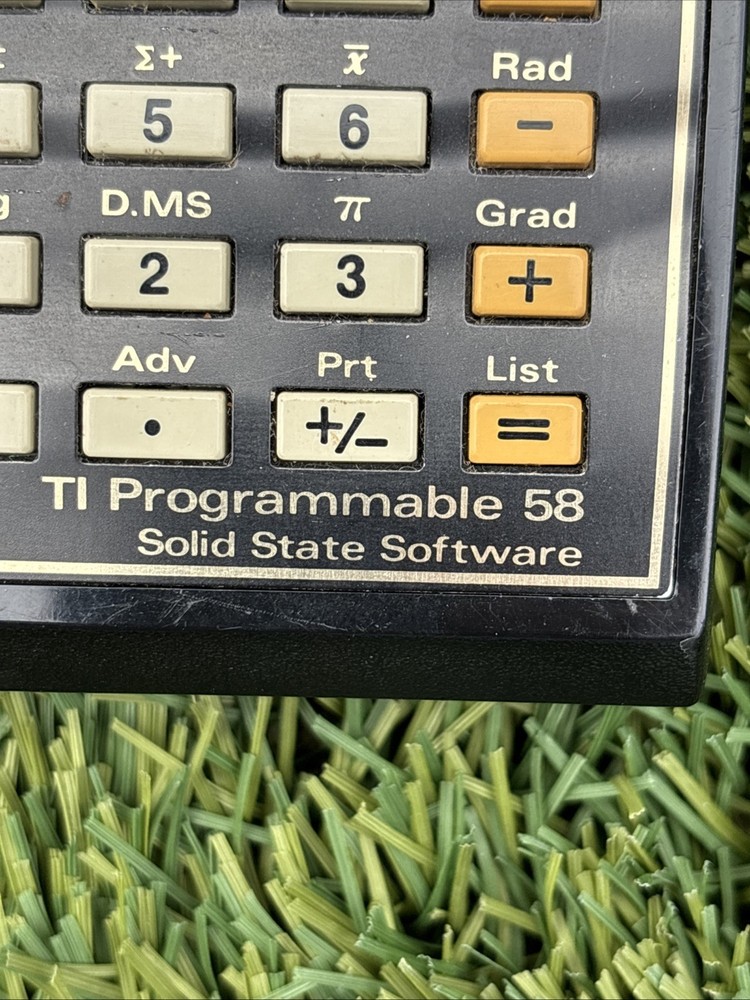 Σ+ x̄ Rad
5 6 −
D.MS π Grad
2 3 +
Adv Prt List
. +/− =
TI Programmable 58
Solid State Software